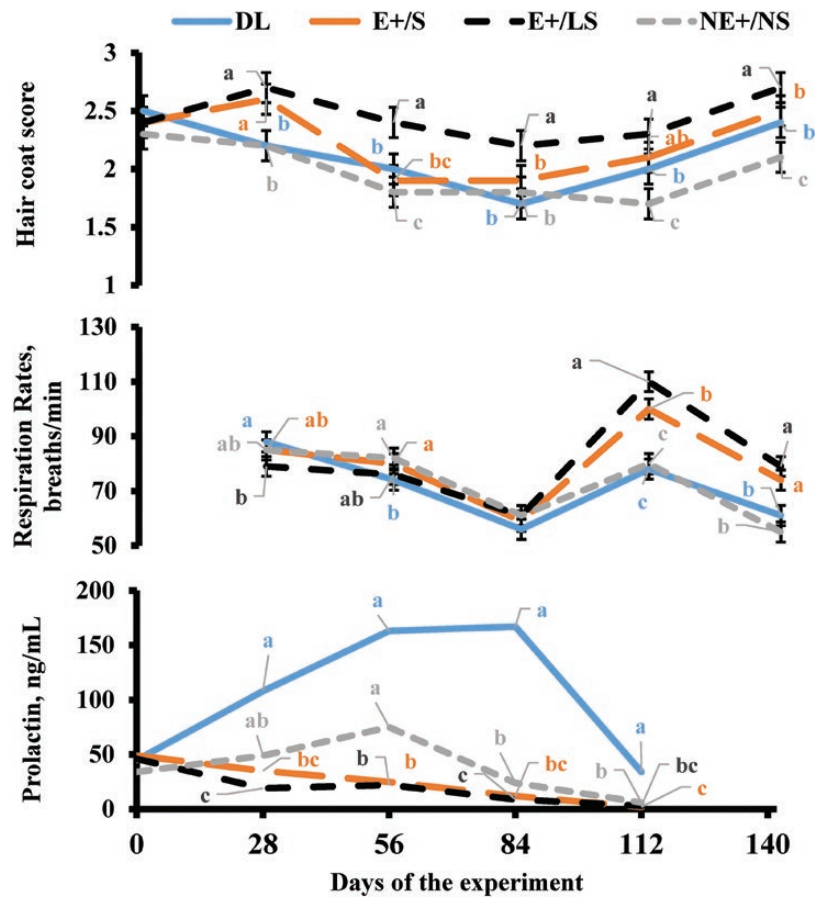 DL E+/S E+/LS NE+/NS
Hair coat score
3
2.5
2
1.5
1
a
a
b
b
a
b
bc
a
b
b
b
a
ab
b
c
a
b
b
c
Respiration Rates,
breaths/min
130
110
90
70
50
a
ab
ab
b
a
a
ab
b
a
b
c
c
a
a
b
b
Prolactin, ng/mL
200
150
100
50
0
a
ab
bc
c
a
a
b
b
a
b
c
bc
a
b
bc
c
0 28 56 84 112 140
Days of the experiment